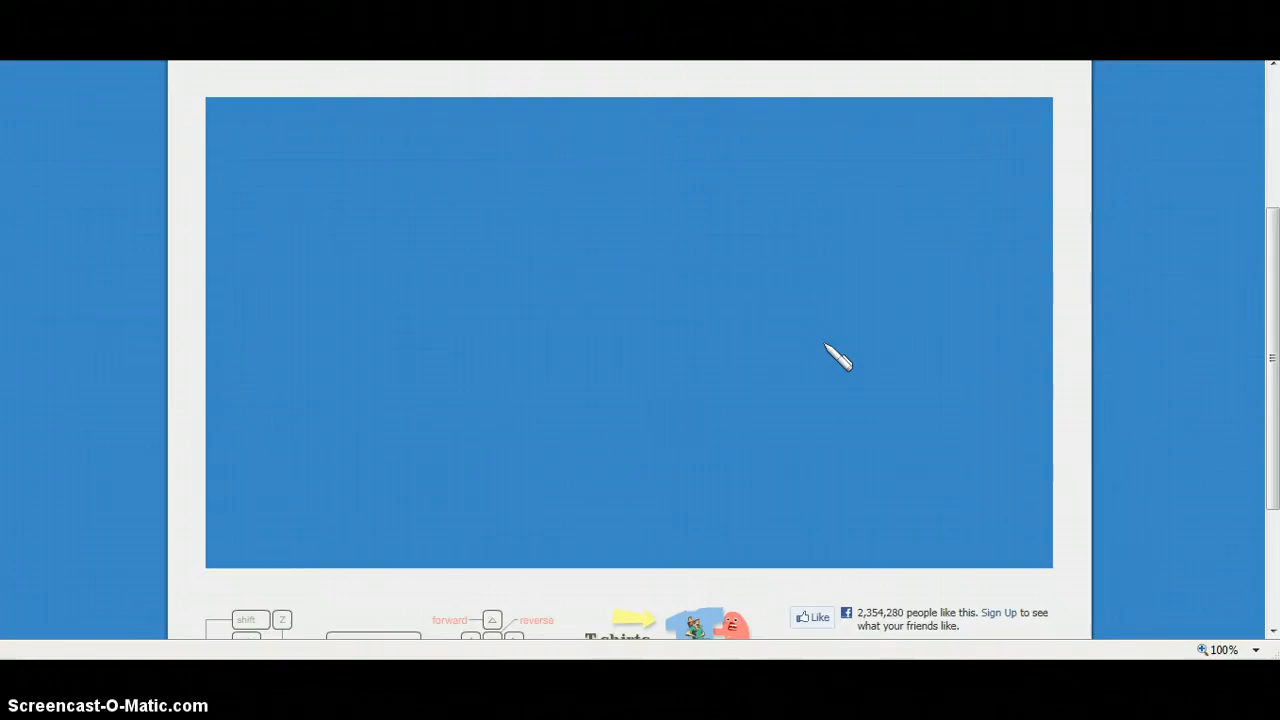 shift Z
forward reverse
T-shirts
Like 2,354,280 people like this. Sign Up to see
what your friends like.
100%
Screencast-O-Matic.com